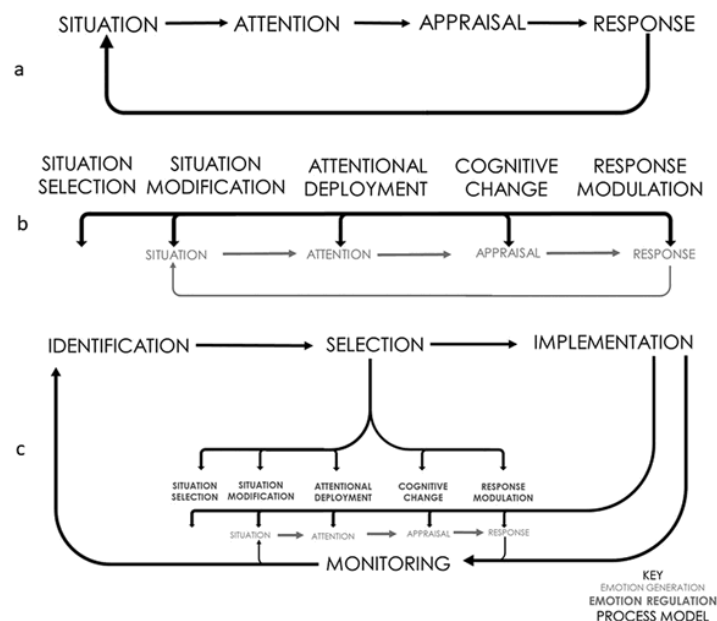 SITUATION ATTENTION APPRAISAL RESPONSE
a
SITUATION SITUATION ATTENTIONAL COGNITIVE RESPONSE
SELECTION MODIFICATION DEPLOYMENT CHANGE MODULATION
b
SITUATION ATTENTION APPRAISAL RESPONSE
IDENTIFICATION SELECTION IMPLEMENTATION
c
SITUATION SITUATION ATTENTIONAL COGNITIVE RESPONSE
SELECTION MODIFICATION DEPLOYMENT CHANGE MODULATION
SITUATION ATTENTION APPRAISAL RESPONSE
MONITORING
KEY
EMOTION GENERATION
EMOTION REGULATION
PROCESS MODEL